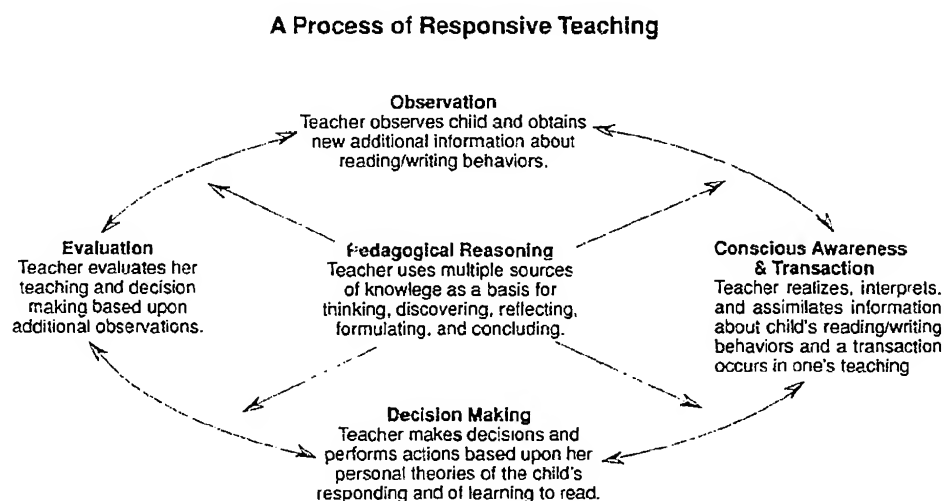 A Process of Responsive Teaching
Observation
Teacher observes child and obtains
new additional information about
reading/writing behaviors.
Evaluation
Teacher evaluates her
teaching and decision
making based upon
additional observations.
Pedagogical Reasoning
Teacher uses multiple sources
of knowlege as a basis for
thinking, discovering, reflecting,
formulating, and concluding.
Conscious Awareness
& Transaction
Teacher realizes, interprets,
and assimilates information
about child's reading/writing
behaviors and a transaction
occurs in one's teaching
Decision Making
Teacher makes decisions and
performs actions based upon her
personal theories of the child's
responding and of learning to read.